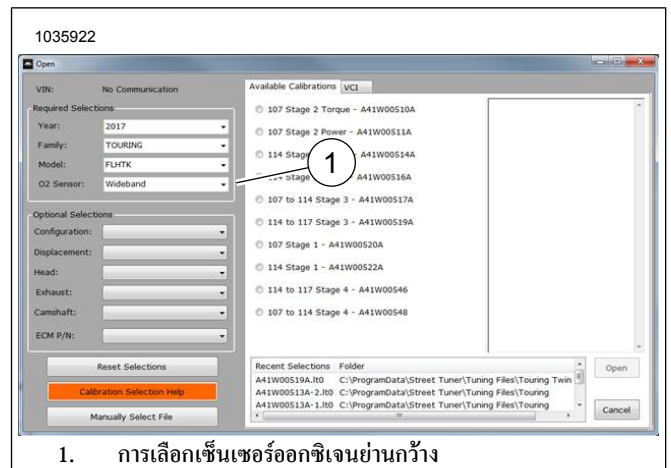 1035922
Open
VIN: No Communication
Required Selections
Year: 2017
Family: TOURING
Model: FLHTK
O2 Sensor: Wideband
Optional Selections
Configuration:
Displacement:
Head:
Exhaust:
Camshaft:
ECM P/N:
Reset Selections
Calibration Selection Help
Manually Select File
Available Calibrations VCI
107 Stage 2 Torque - A41W00510A
107 Stage 2 Power - A41W00511A
114 Stage A41W00514A
Stage A41W00516A
107 to 114 Stage 3 - A41W00517A
114 to 117 Stage 3 - A41W00519A
107 Stage 1 - A41W00520A
114 Stage 1 - A41W00522A
114 to 117 Stage 4 - A41W00546
107 to 114 Stage 4 - A41W00548
1
Recent Selections Folder
A41W00519A.lt0 C:\ProgramData\Street Tuner\Tuning Files\Touring Twin
A41W00513A-2.lt0 C:\ProgramData\Street Tuner\Tuning Files\Touring
A41W00513A-1.lt0 C:\ProgramData\Street Tuner\Tuning Files\Touring
Open
Cancel
1. การเลือกเซ็นเซอร์ออกซิเจนย่านกว้าง